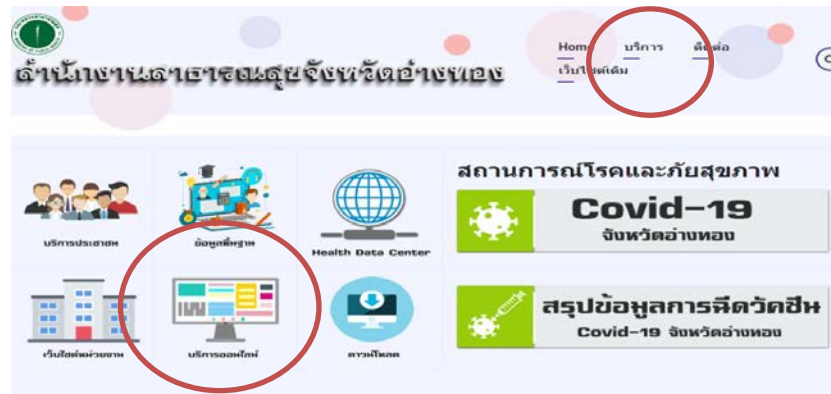 สำนักงานสาธารณสุขจังหวัดอ่างทอง
Home บริการ ติดต่อ
เว็บไซต์เดิม
สถานการณ์โรคและภัยสุขภาพ
Covid-19
จังหวัดอ่างทอง
บริการประชาชน ข้อมูลพื้นฐาน Health Data Center
สรุปข้อมูลการฉีดวัคซีน
Covid-19 จังหวัดอ่างทอง
เว็บไซต์หน่วยงาน บริการออนไลน์ ดาวน์โหลด